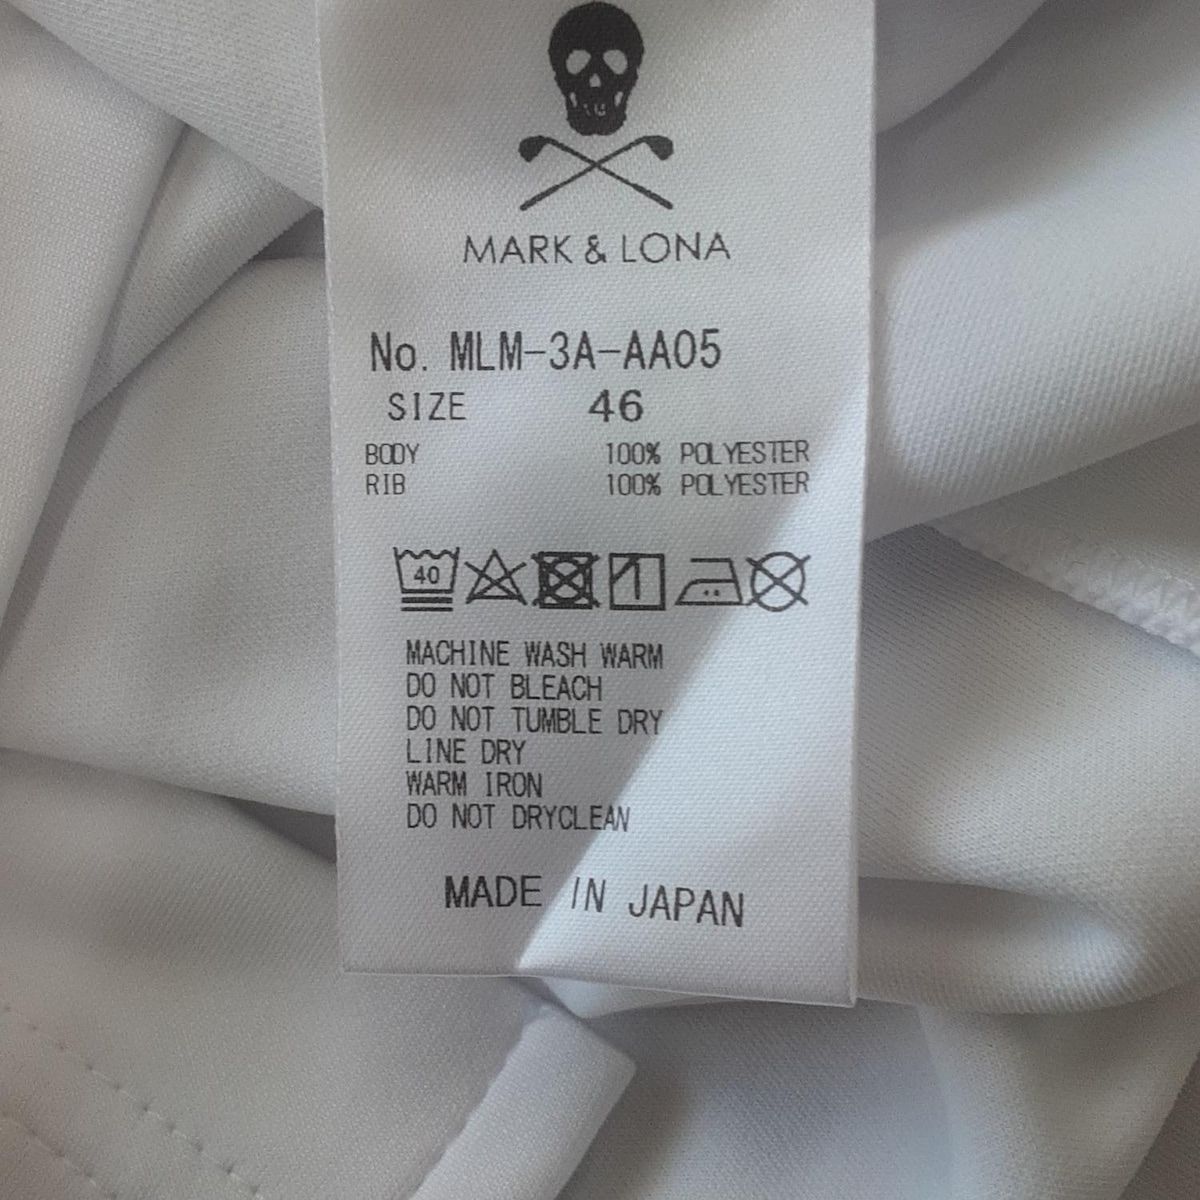 MARK & LONA
No. MLM-3A-AA05
SIZE 46
BODY 100% POLYESTER
RIB 100% POLYESTER
40
MACHINE WASH WARM
DO NOT BLEACH
DO NOT TUMBLE DRY
LINE DRY
WARM IRON
DO NOT DRYCLEAN
MADE IN JAPAN